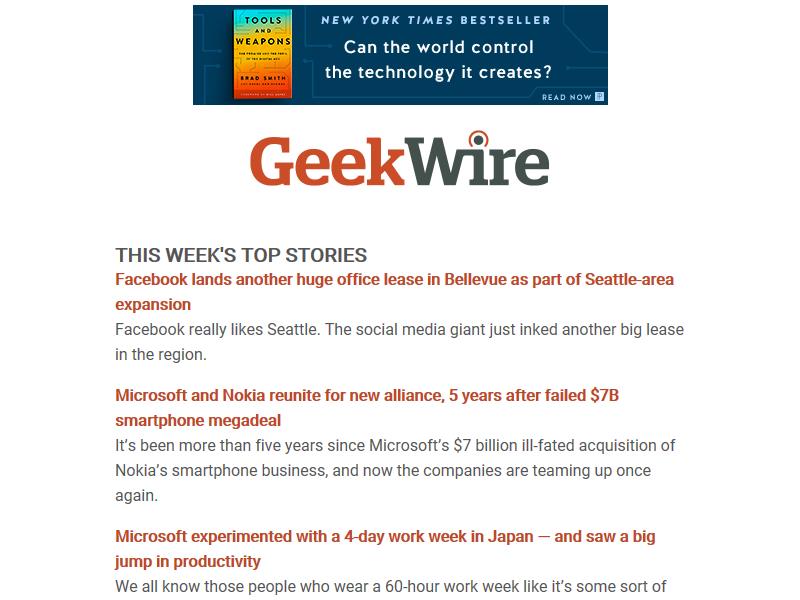 TOOLS
AND
WEAPONS
BRAD SMITH
NEW YORK TIMES BESTSELLER
Can the world control
the technology it creates?
READ NOW
GeekWire
THIS WEEK'S TOP STORIES
Facebook lands another huge office lease in Bellevue as part of Seattle-area
expansion
Facebook really likes Seattle. The social media giant just inked another big lease
in the region.
Microsoft and Nokia reunite for new alliance, 5 years after failed $7B
smartphone megadeal
It’s been more than five years since Microsoft’s $7 billion ill-fated acquisition of
Nokia’s smartphone business, and now the companies are teaming up once
again.
Microsoft experimented with a 4-day work week in Japan — and saw a big
jump in productivity
We all know those people who wear a 60-hour work week like it’s some sort of